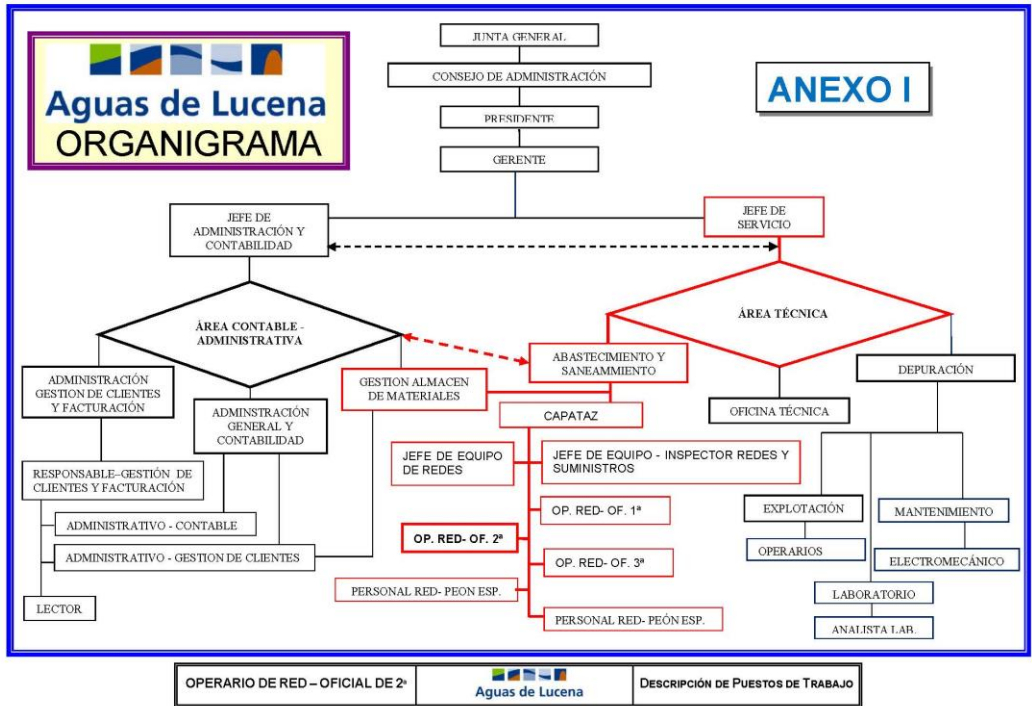 JUNTA GENERAL
CONSEJO DE ADMINISTRACIÓN
PRESIDENTE
GERENTE
Aguas de Lucena
ORGANIGRAMA
ANEXO I
JEFE DE
ADMINISTRACIÓN Y
CONTABILIDAD
JEFE DE
SERVICIO
ÁREA CONTABLE -
ADMINISTRATIVA
ÁREA TÉCNICA
ADMINISTRACIÓN
GESTION DE CLIENTES
Y FACTURACIÓN
ADMINSTRACIÓN
GENERAL Y
CONTABILIDAD
GESTION ALMACEN
DE MATERIALES
ABASTECIMIENTO Y
SANEAMMIENTO
DEPURACIÓN
OFICINA TÉCNICA
CAPATAZ
RESPONSABLE–GESTIÓN DE
CLIENTES Y FACTURACIÓN
JEFE DE EQUIPO
DE REDES
JEFE DE EQUIPO - INSPECTOR REDES Y
SUMINISTROS
ADMINISTRATIVO - CONTABLE
ADMINISTRATIVO - GESTION DE CLIENTES
LECTOR
OP. RED- OF. 1ª
OP. RED- OF. 2ª
OP. RED- OF. 3ª
PERSONAL RED- PEON ESP.
PERSONAL RED- PEÓN ESP.
EXPLOTACIÓN
OPERARIOS
MANTENIMIENTO
ELECTROMECÁNICO
LABORATORIO
ANALISTA LAB.
OPERARIO DE RED – OFICIAL DE 2ª
Aguas de Lucena
DESCRIPCIÓN DE PUESTOS DE TRABAJO